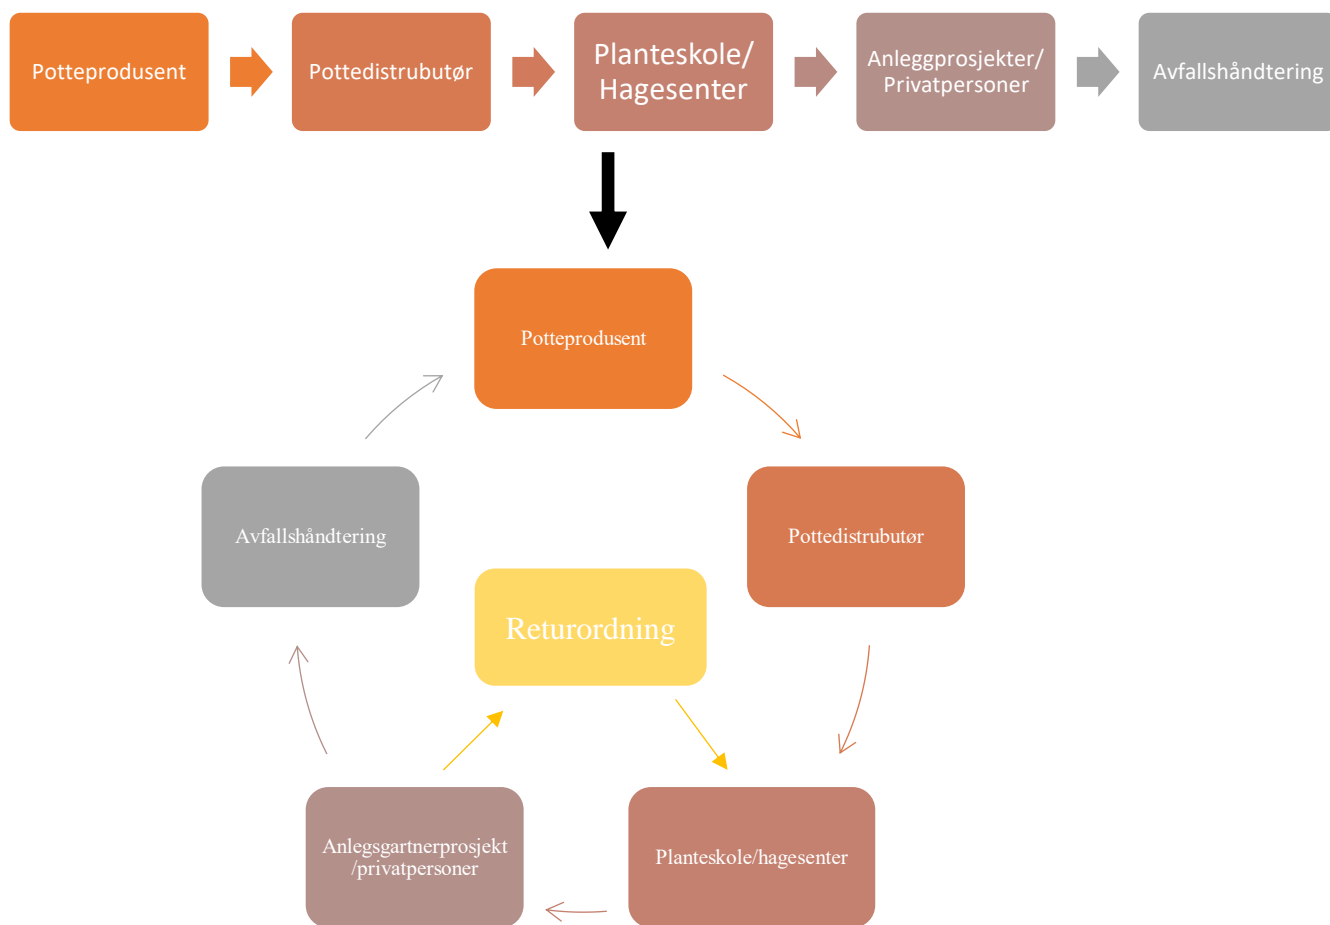 Potteprodusent
Pottedistrubutør
Planteskole/
Hagesenter
Anleggprosjekter/
Privatpersoner
Avfallshåndtering
Potteprodusent
Avfallshåndtering
Pottedistrubutør
Returordning
Anlegsgartnerprosjekt
/privatpersoner
Planteskole/hagesenter